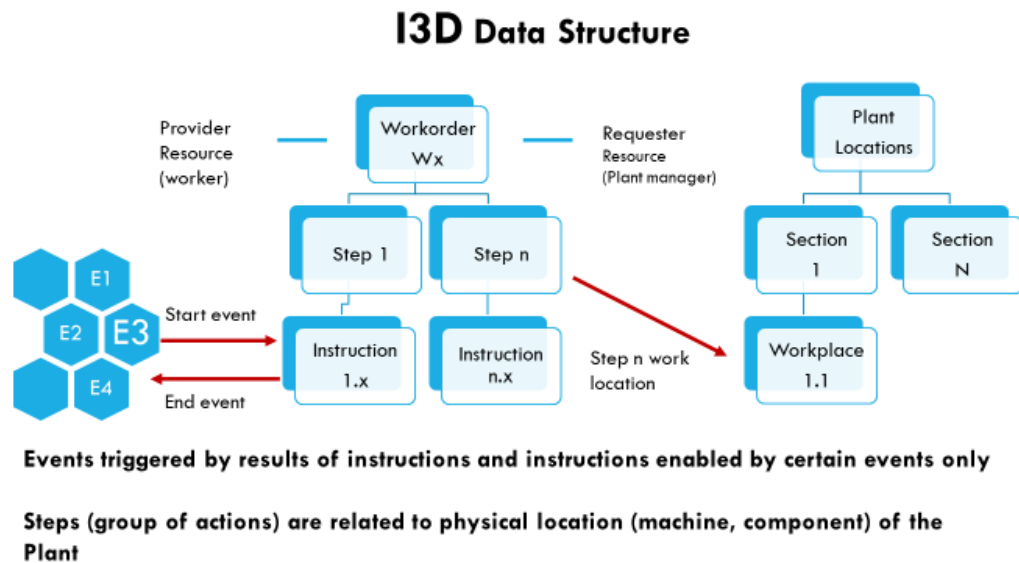 I3D Data Structure
Provider
Resource
(worker)
Workorder
Wx
Requester
Resource
(Plant manager)
Plant
Locations
Step 1
Step n
Section
1
Section
N
E1
E2
E3
E4
Start event
End event
Instruction
1.x
Instruction
n.x
Step n work
location
Workplace
1.1
Events triggered by results of instructions and instructions enabled by certain events only
Steps (group of actions) are related to physical location (machine, component) of the
Plant